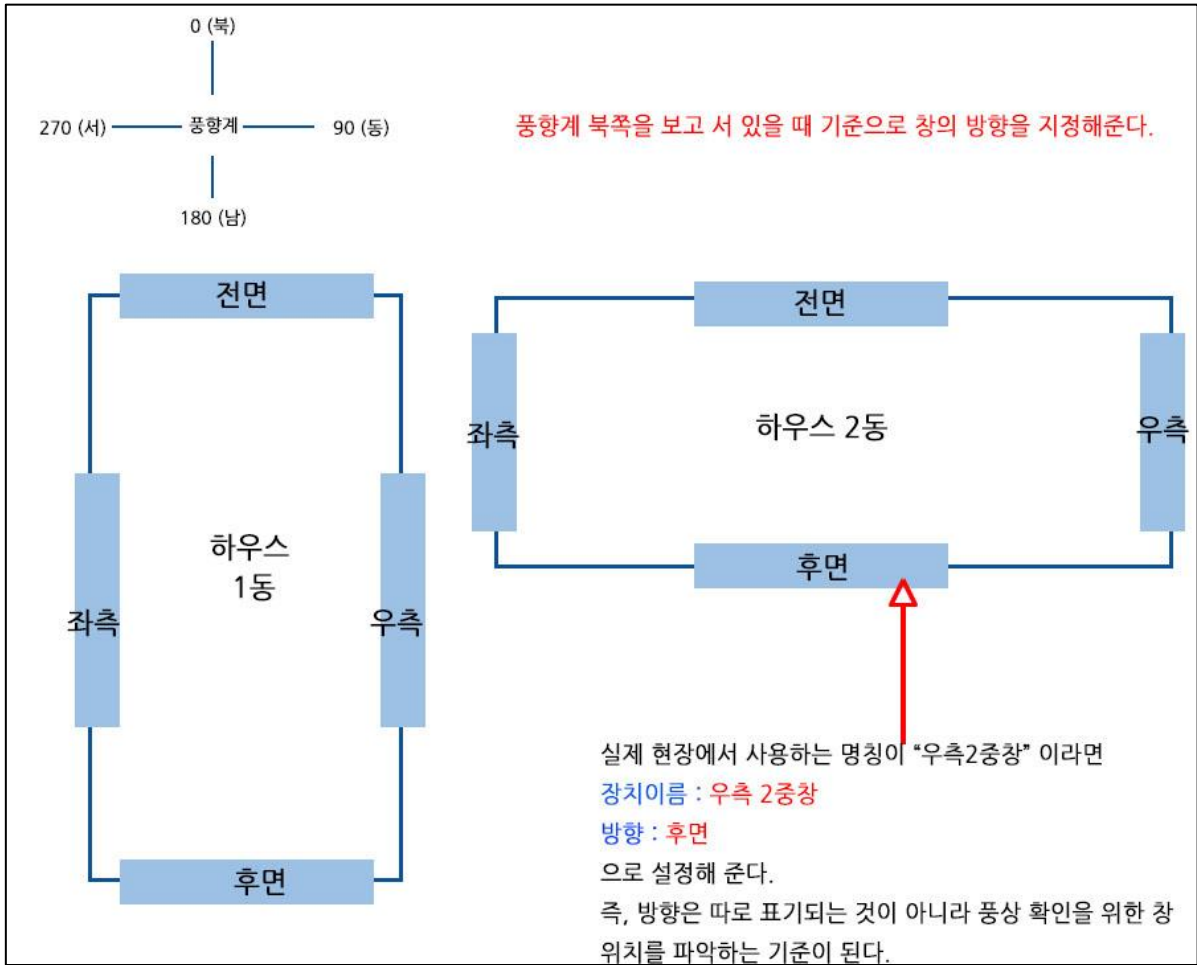 0 (북)
270 (서)
풍향계
90 (동)
180 (남)
풍향계 북쪽을 보고 서 있을 때 기준으로 창의 방향을 지정해준다.
전면
좌측
하우스
1동
우측
후면
전면
좌측
하우스 2동
우측
후면
실제 현장에서 사용하는 명칭이 “우측2중창” 이라면
장치이름 : 우측 2중창
방향 : 후면
으로 설정해 준다.
즉, 방향은 따로 표기되는 것이 아니라 풍상 확인을 위한 창
위치를 파악하는 기준이 된다.